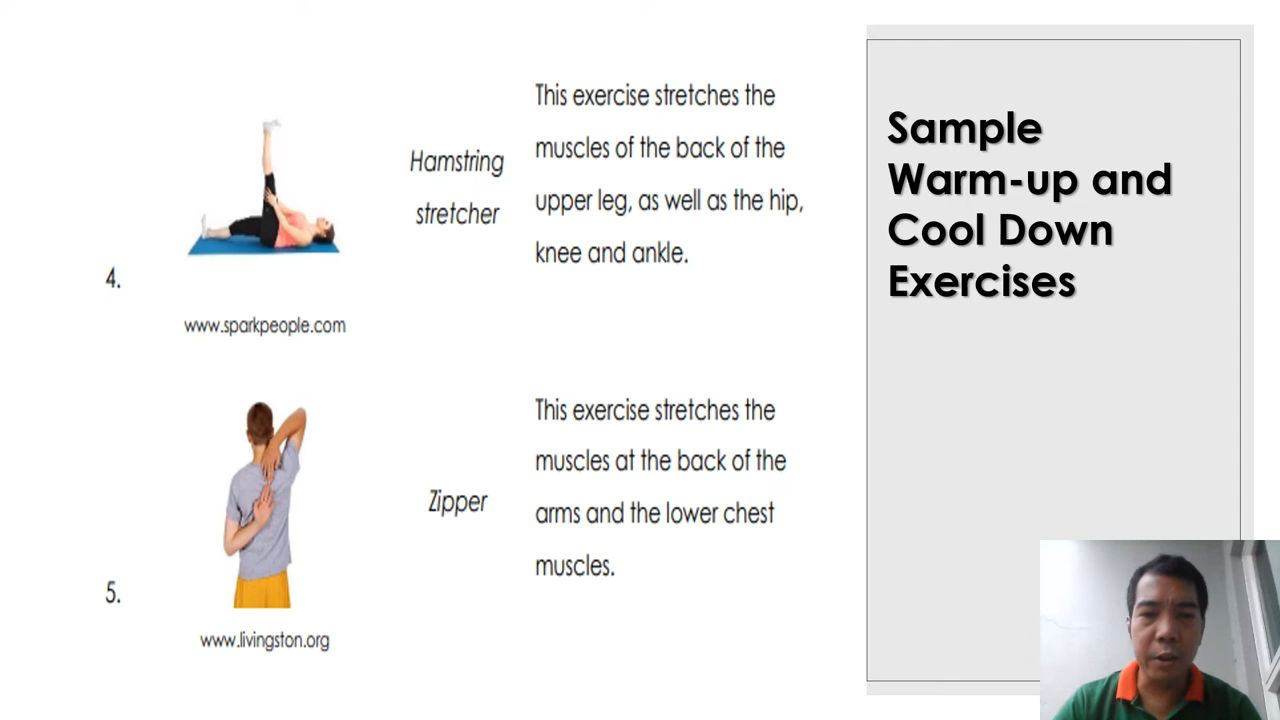 This exercise stretches the
muscles of the back of the
upper leg, as well as the hip,
knee and ankle.
Hamstring
stretcher
4.
www.sparkpeople.com
This exercise stretches the
muscles at the back of the
arms and the lower chest
muscles.
Zipper
5.
www.livingston.org
Sample
Warm-up and
Cool Down
Exercises